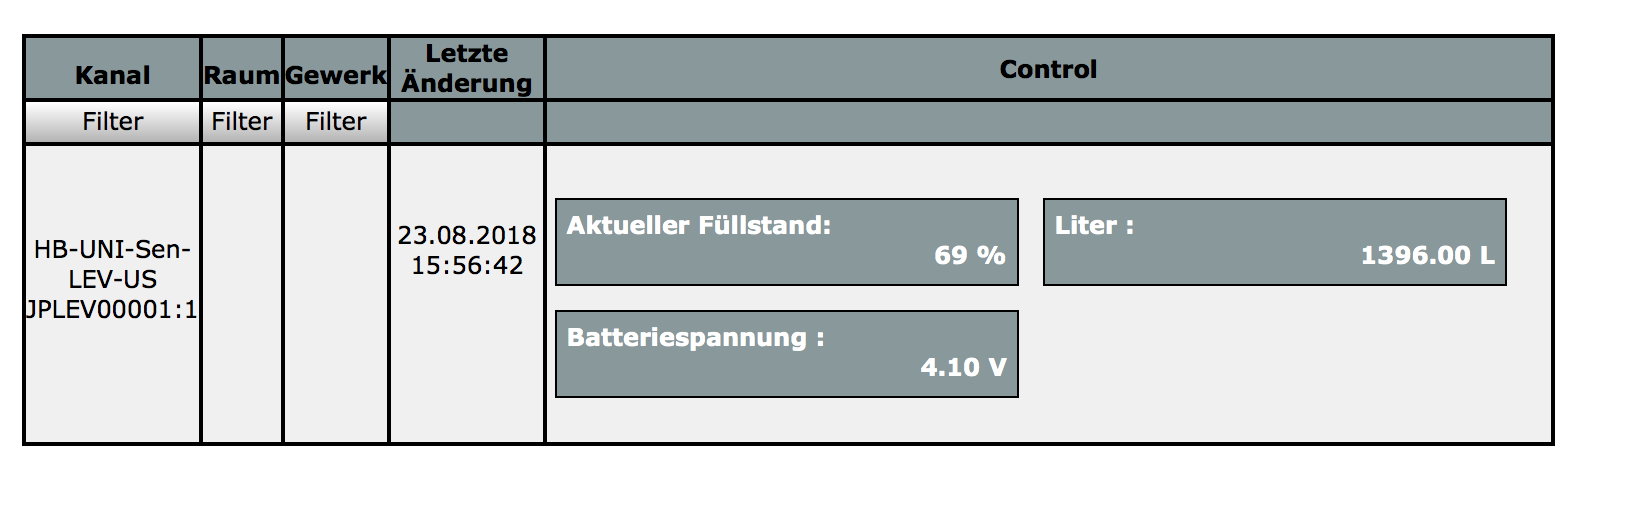 Kanal
Raum
Gewerk
Letzte
Änderung
Control
Filter
Filter
Filter
HB-UNI-Sen-
LEV-US
JPLEV00001:1
23.08.2018
15:56:42
Aktueller Füllstand:
69 %
Liter :
1396.00 L
Batteriespannung :
4.10 V